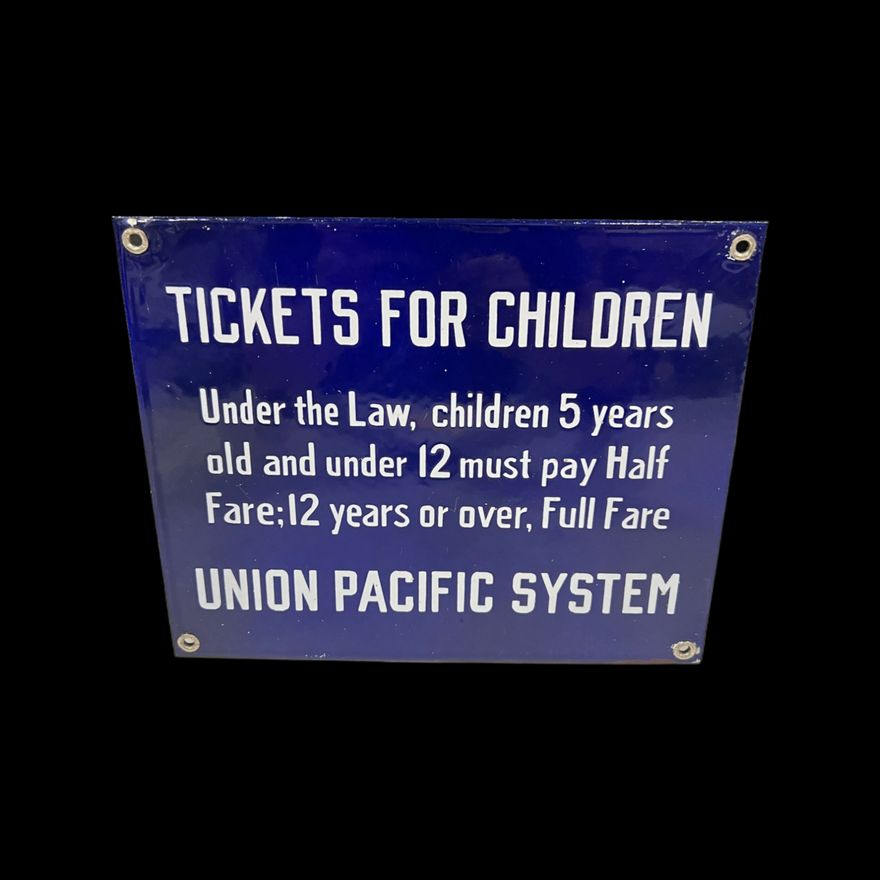 TICKETS FOR CHILDREN
Under the Law, children 5 years
old and under 12 must pay Half
Fare;12 years or over, Full Fare
UNION PACIFIC SYSTEM